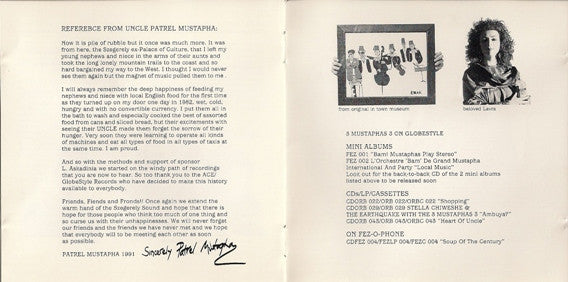 REFERENCE FROM UNCLE PATREL MUSTAPHA:
Now it is pile of rubble but it once was much more. It was
from here, the Szegerely ex-Palace of Culture, that I left my
young nephews and niece in the arms of their aunts and
took the long lonely mountain trails to the coast and so
hard bargained my way to the West. I thought I would never
see them again but the magnet of music pulled them to me.
I will always remember the deep happiness of feeding my
nephews and niece with local English food for the first time
as they turned up on my door one day in 1982, wet, cold,
hungry and with no convertible currency. I put them all in
the bath to wash and especially cooked the best of assorted
food from cans and sliced bread, but their excitements with
seeing their UNCLE made them forget the sorrow of their
hunger. Very soon they were learning to operate all kinds
of machines and eat all types of food in all types of taste at
the same time. I am proud.
And so with the methods and support of sponsor
L. Askadinia we started on the windy path of recordings
that you are now to hear. So too thank you to the ACE/
GlobeStyle Records who have decided to make this history
available to everybody.
Friends, Fiends and Fronds!! Once again we extend the
warm hand of the Szegerely Sound and hope that there is
hope for those people who think too much of one thing and
so curse us with their unhappinesses. We will never forget
our friends and the friends we have never met and we hope
that everybody will be meeting each other as soon
as possible.
PATREL MUSTAPHA 1991 Sincerely Patrel Mustapha
from original in town museum
beloved Lavra
3 MUSTAPHAS 3 ON GLOBESTYLE
MINI ALBUMS
FEZ 001 "Bam! Mustaphas Play Stereo"
FEZ 002 L'Orchestre 'Bam' De Grand Mustapha
International And Party "Local Music"
Look out for the back-to-back CD of the 2 mini albums
listed above to be released soon
CDs/LP/CASSETTES
CDORB 022/ORB 022/ORBC 022 "Shopping"
CDORB 029/ORB 029 STELLA CHIWESHE @
THE EARTHQUAKE WITH THE 3 MUSTAPHAS 3 "Ambuya?"
CDORB 043/ORB 043/ORBC 043 "Heart Of Uncle"
ON FEZ-O-PHONE
CDFEZ 004/FEZLP 004/FEZC 004 "Soup Of The Century"